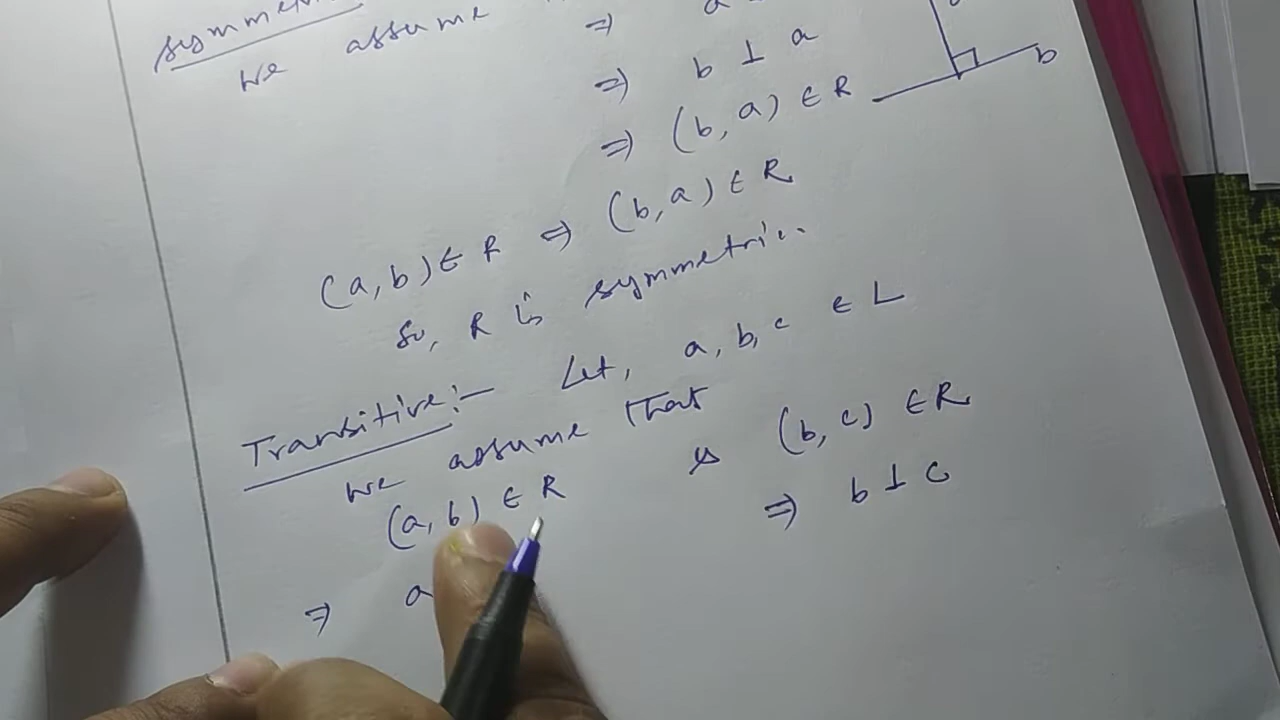 We assume
⇒ b ⊥ a
⇒ (b, a) ∈ R
b
(a, b) ∈ R ⇒ (b, a) ∈ R
So, R is symmetric.
Transitive:- Let, a, b, c ∈ L
We assume that
(a, b) ∈ R & (b, c) ∈ R
⇒ a ⇒ b ⊥ c